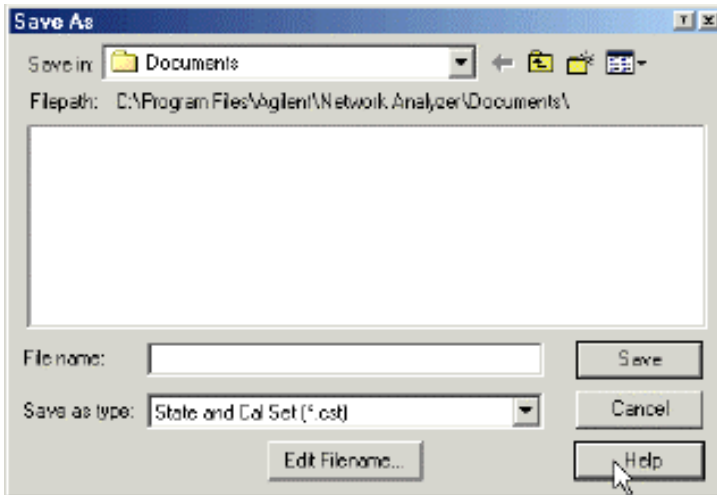 Save As
Save in: Documents
Filepath: C:\Program Files\Agilent\Network Analyzer\Documents\
File name:
Save
Save as type: State and Cal Set (*.cst)
Cancel
Edit Filename...
Help